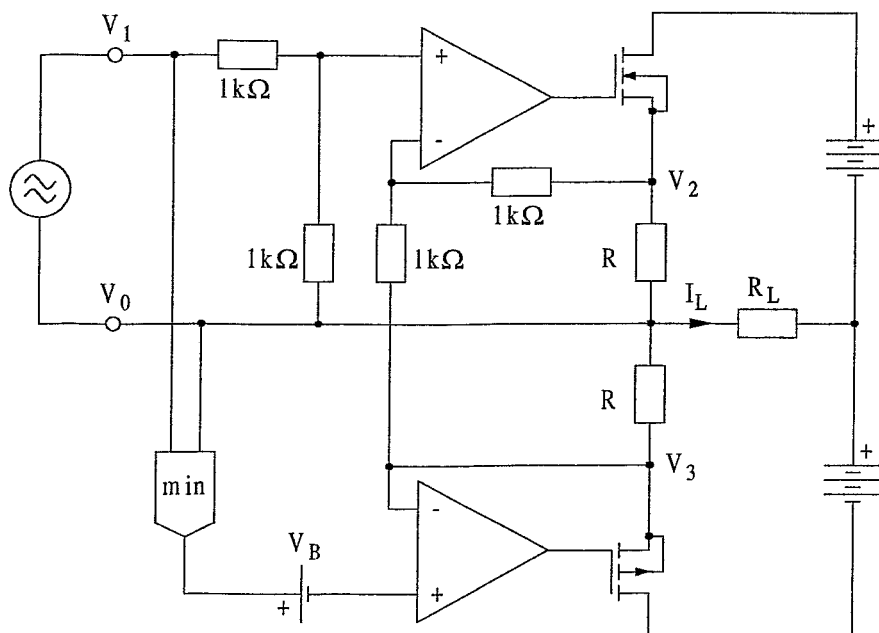 V1
1kΩ
+
-
+
V2
1kΩ
1kΩ
1kΩ
R
V0
IL
RL
R
min
V3
+
-
VB
+
+